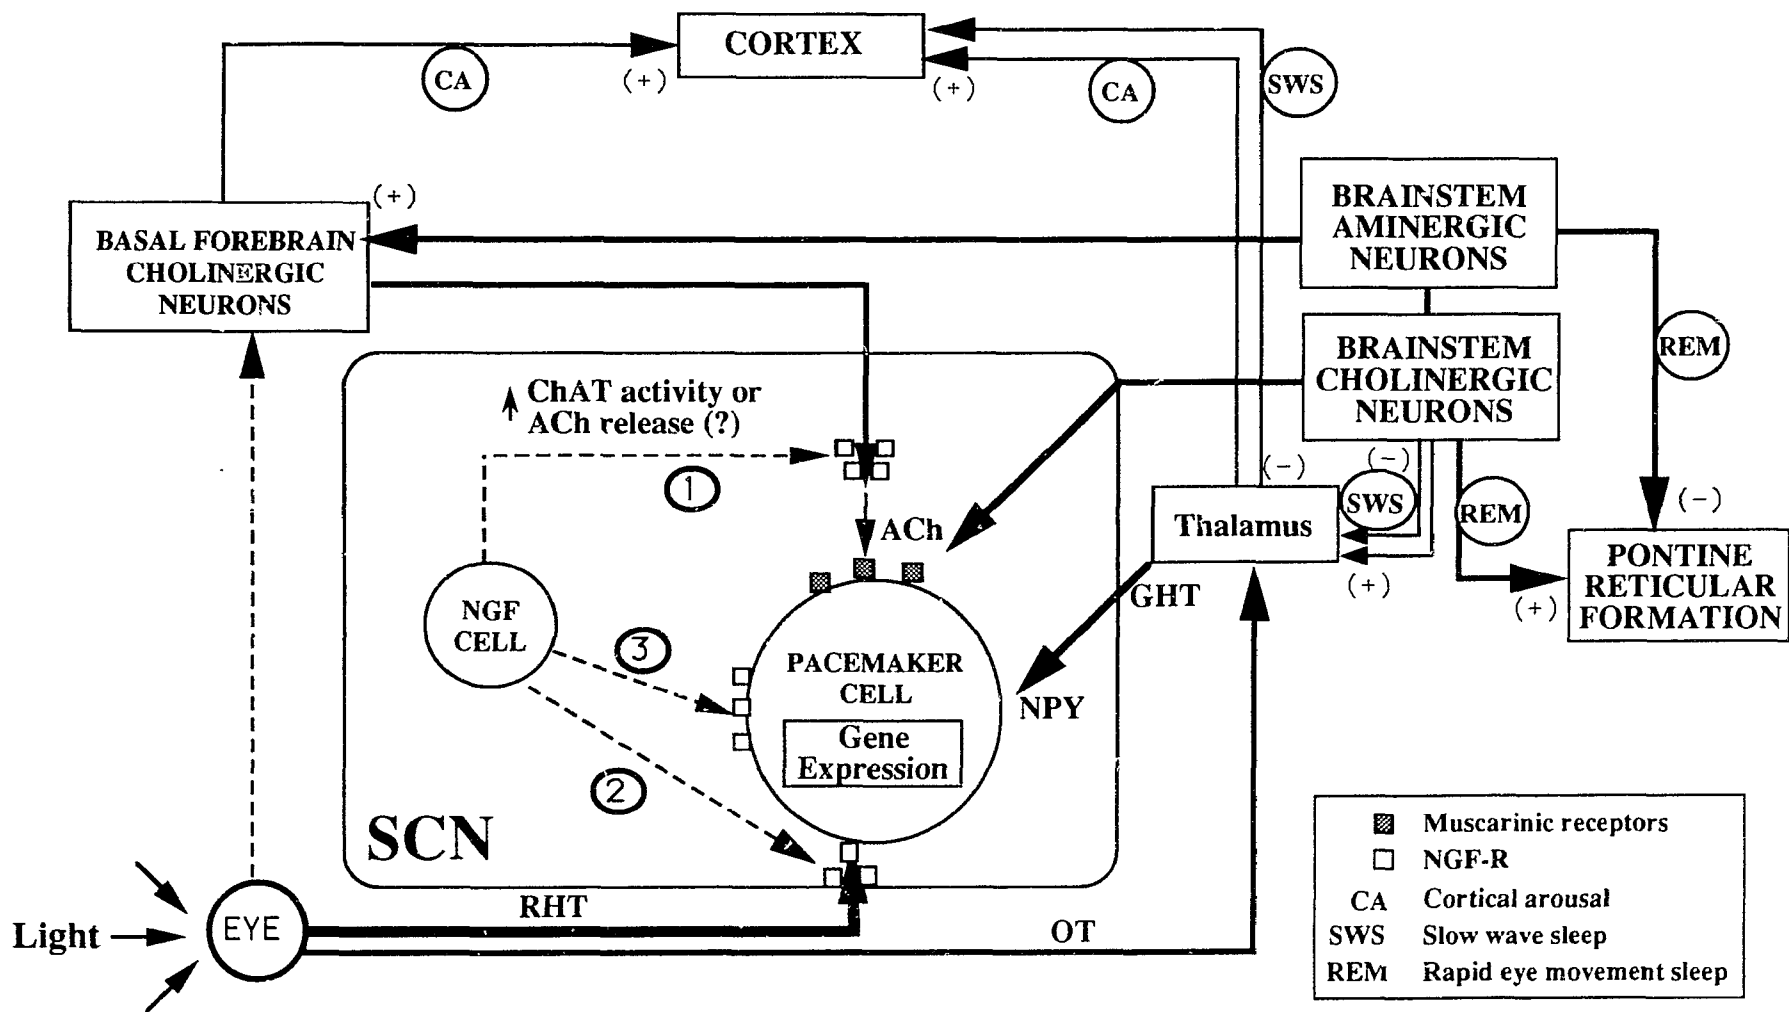 CORTEX
CA
(+)
(+)
CA
SWS
(+)
BASAL FOREBRAIN
CHOLINERGIC
NEURONS
BRAINSTEM
AMINERGIC
NEURONS
BRAINSTEM
CHOLINERGIC
NEURONS
REM
ChAT activity or
ACh release (?)
1
ACh
(-)
(-)
SWS
REM
(-)
Thalamus
(+)
(+)
PONTINE
RETICULAR
FORMATION
GHT
NGF
CELL
3
PACEMAKER
CELL
NPY
Gene
Expression
2
SCN
RHT
OT
Light
EYE
Muscarinic receptors
NGF-R
CA Cortical arousal
SWS Slow wave sleep
REM Rapid eye movement sleep